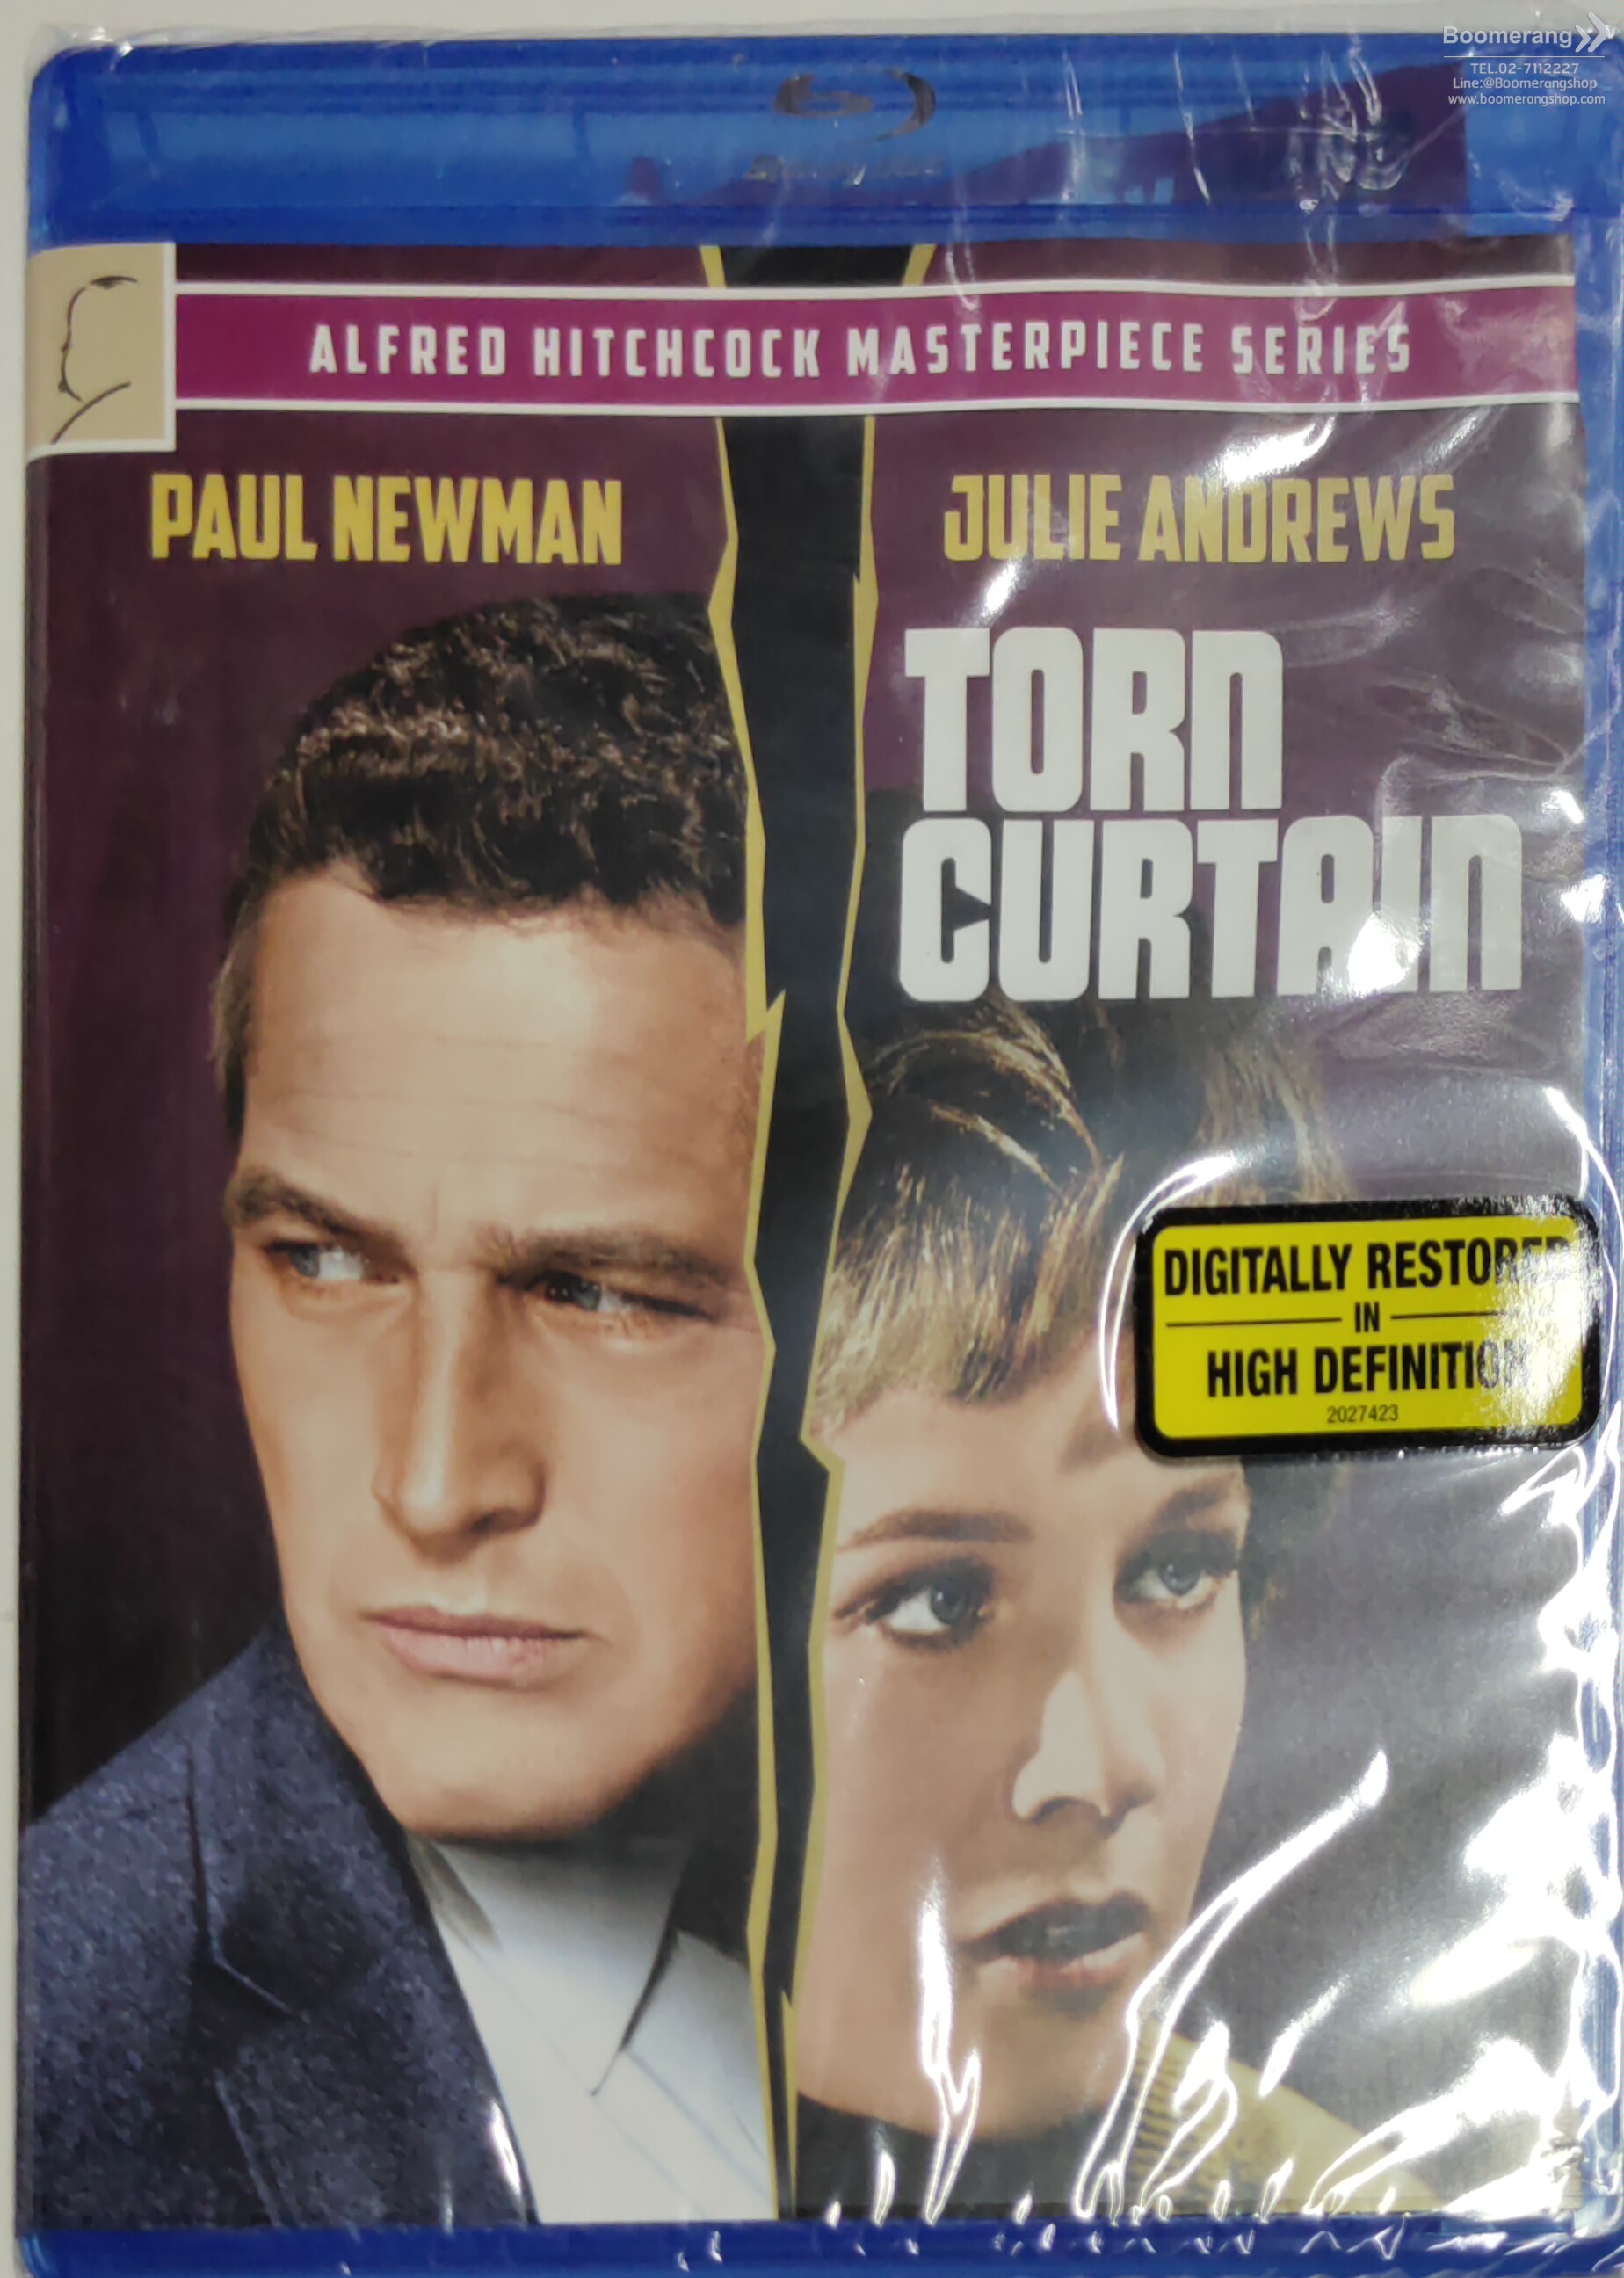 Boomerang
TEL.02-7112227
Line:@Boomerangshop
www.boomerangshop.com
ALFRED HITCHCOCK MASTERPIECE SERIES
PAUL NEWMAN
JULIE ANDREWS
TORN
CURTAIN
DIGITALLY RESTORED
IN
HIGH DEFINITION
2027423